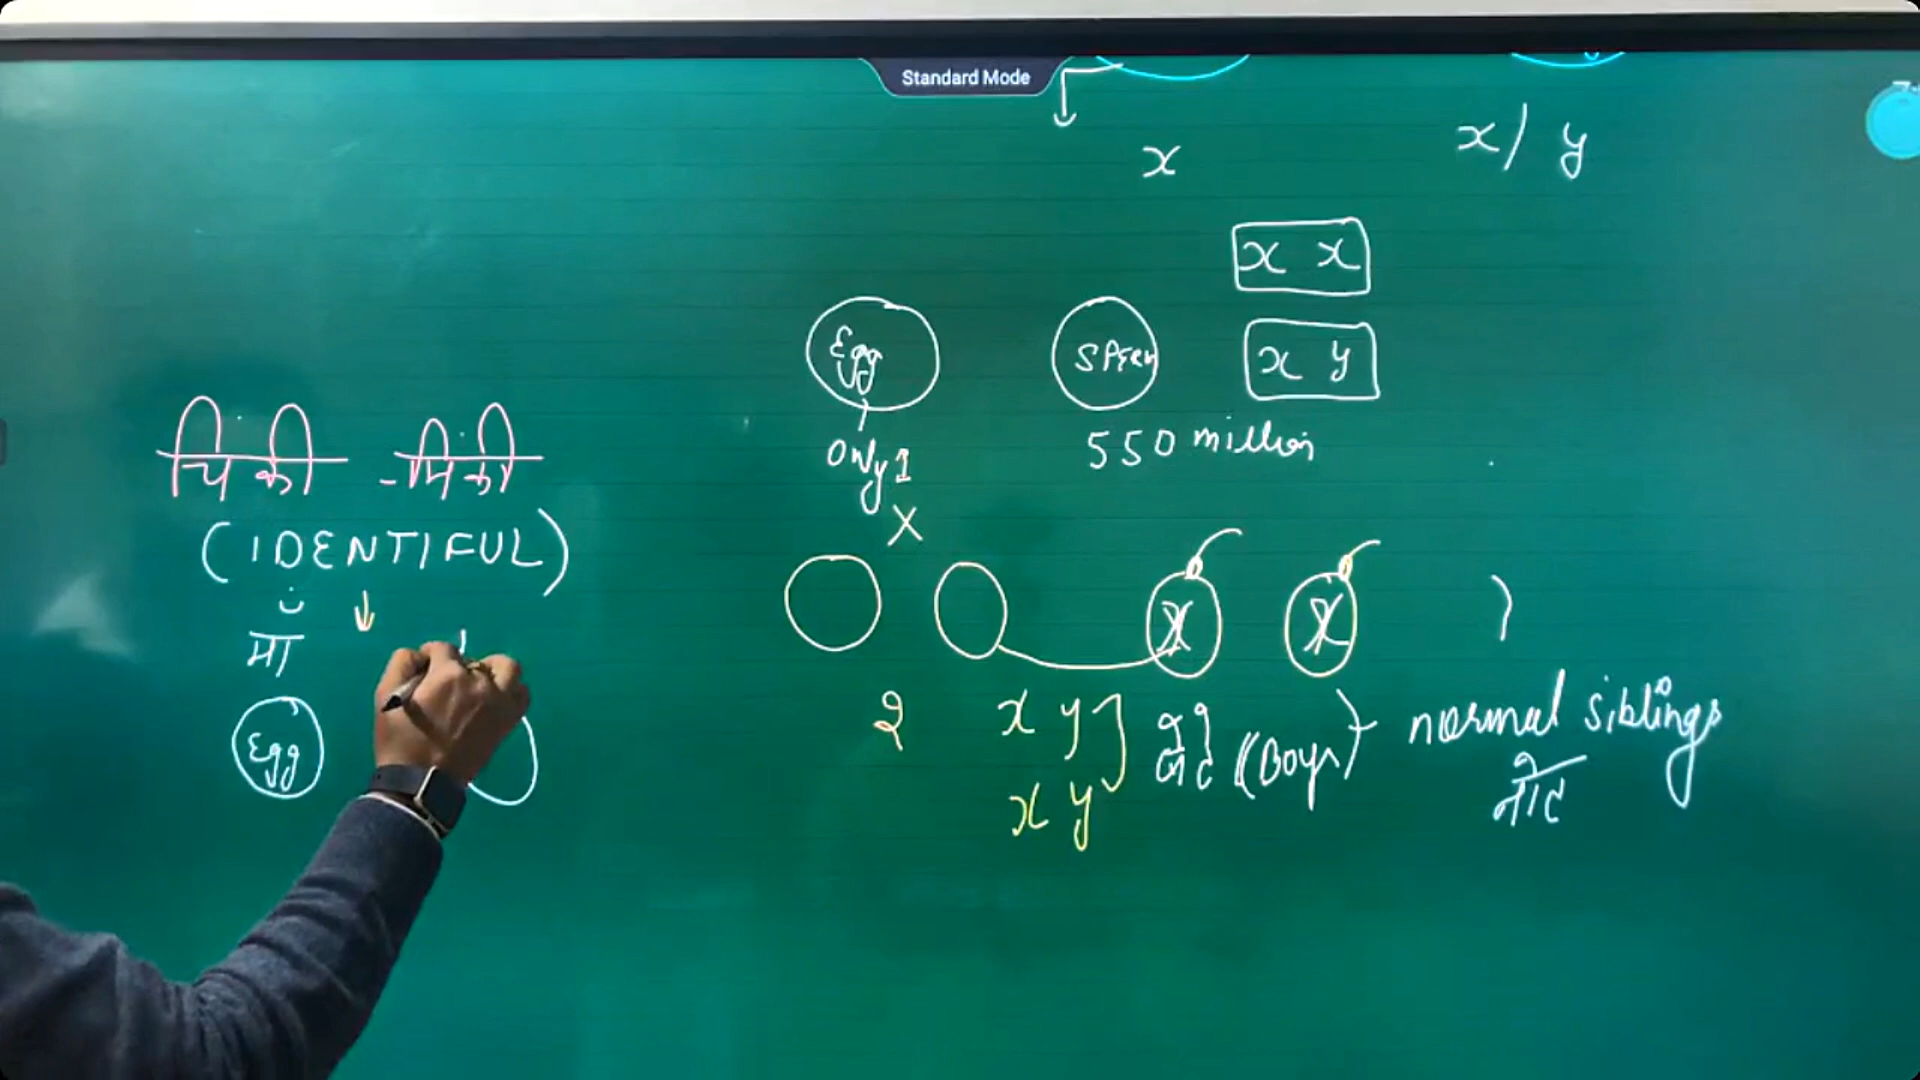 Standard Mode
x
x / y
x x
Egg
SPerm
x y
only 1
550 million
X
चिंकी - मिंकी
(IDENTIFUL)
मां
Egg
X
X
2
x y
x y
(Boys)
normal siblings